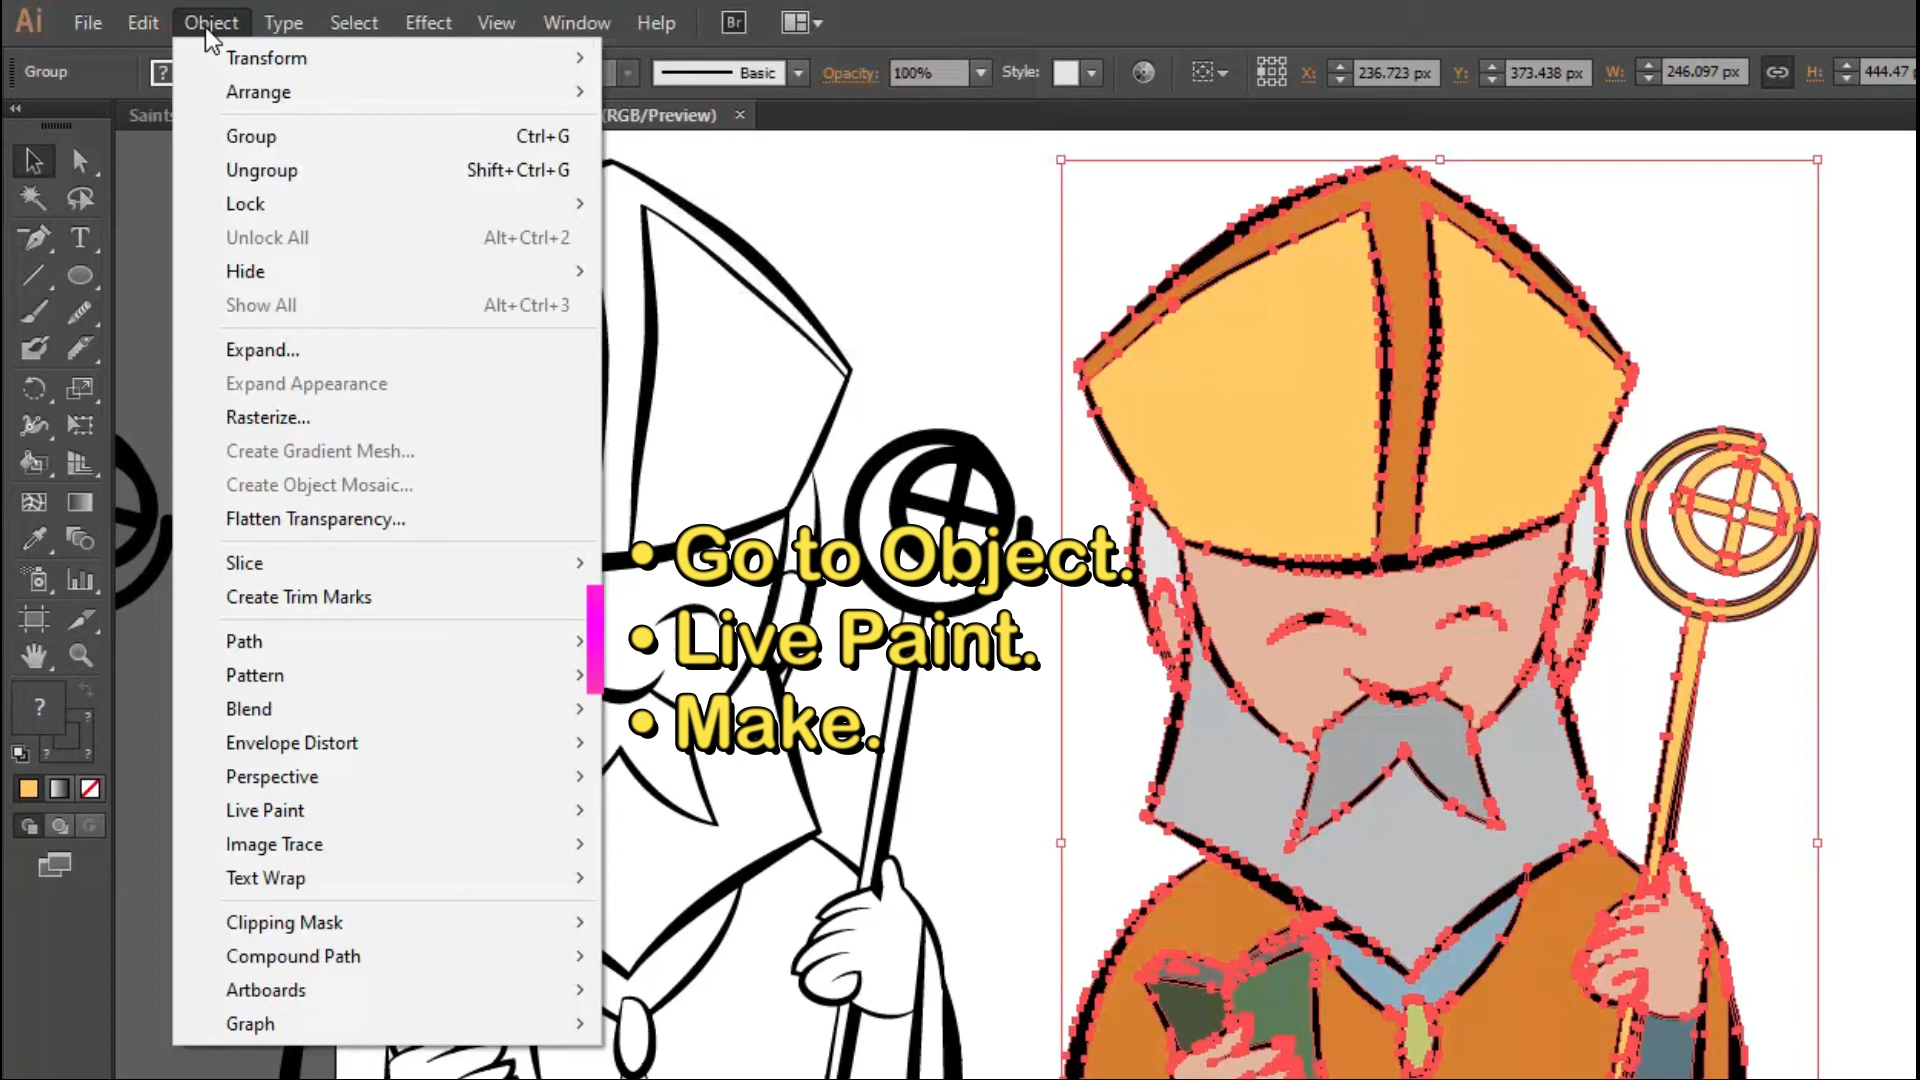 Ai File Edit Object Type Select Effect View Window Help Br
Group ? Basic Opacity: 100% Style: X: 236.723 px Y: 373.438 px W: 246.097 px H: 444.47
Saints (RGB/Preview) ×
Transform
Arrange
Group Ctrl+G
Ungroup Shift+Ctrl+G
Lock
Unlock All Alt+Ctrl+2
Hide
Show All Alt+Ctrl+3
Expand...
Expand Appearance
Rasterize...
Create Gradient Mesh...
Create Object Mosaic...
Flatten Transparency...
Slice
Create Trim Marks
Path
Pattern
Blend
Envelope Distort
Perspective
Live Paint
Image Trace
Text Wrap
Clipping Mask
Compound Path
Artboards
Graph
• Go to Object.
• Live Paint.
• Make.